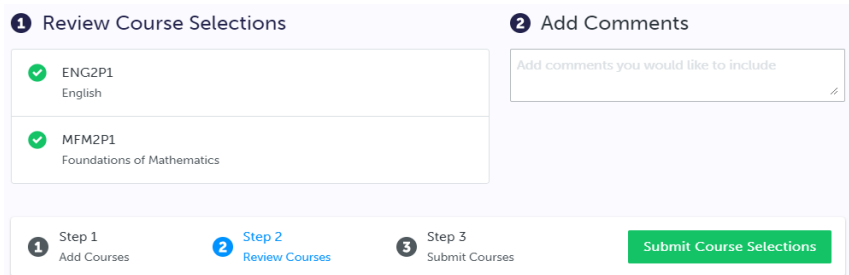 1 Review Course Selections
ENG2P1
English
MFM2P1
Foundations of Mathematics
2 Add Comments
Add comments you would like to include
1 Step 1
Add Courses
2 Step 2
Review Courses
3 Step 3
Submit Courses
Submit Course Selections